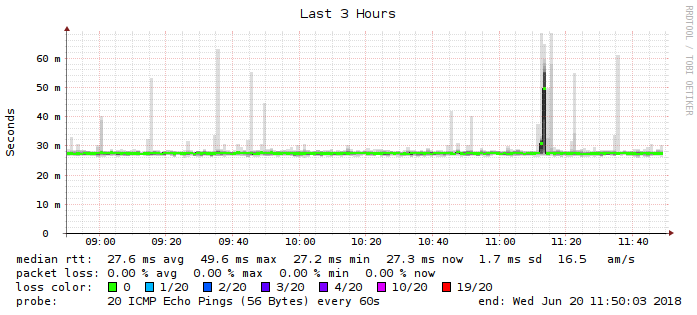 Last 3 Hours
RRDTOOL / TOBI OETIKER
Seconds
60 m
50 m
40 m
30 m
20 m
10 m
0
09:00 09:20 09:40 10:00 10:20 10:40 11:00 11:20 11:40
median rtt: 27.6 ms avg 49.6 ms max 27.2 ms min 27.3 ms now 1.7 ms sd 16.5 am/s
packet loss: 0.00 % avg 0.00 % max 0.00 % min 0.00 % now
loss color: 0 1/20 2/20 3/20 4/20 10/20 19/20
probe: 20 ICMP Echo Pings (56 Bytes) every 60s end: Wed Jun 20 11:50:03 2018